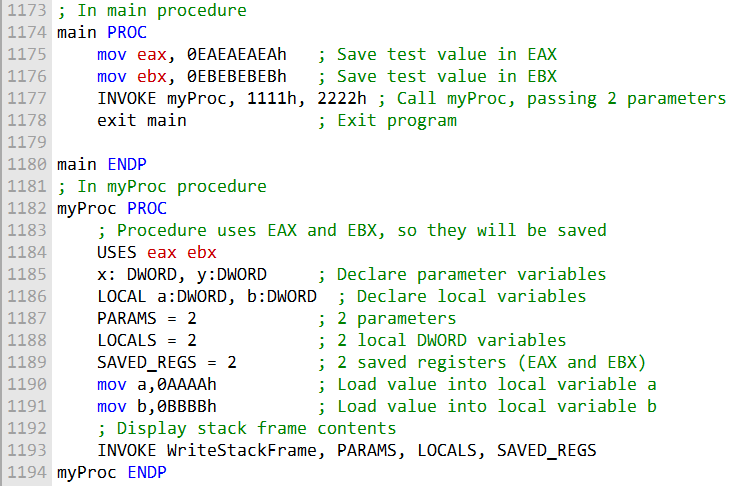 1173 ; In main procedure
1174 main PROC
1175     mov eax, 0EAEAEAEAh   ; Save test value in EAX
1176     mov ebx, 0EBEBEBEBh   ; Save test value in EBX
1177     INVOKE myProc, 1111h, 2222h ; Call myProc, passing 2 parameters
1178     exit main             ; Exit program
1179
1180 main ENDP
1181 ; In myProc procedure
1182 myProc PROC
1183     ; Procedure uses EAX and EBX, so they will be saved
1184     USES eax ebx
1185     x: DWORD, y:DWORD     ; Declare parameter variables
1186     LOCAL a:DWORD, b:DWORD  ; Declare local variables
1187     PARAMS = 2            ; 2 parameters
1188     LOCALS = 2            ; 2 local DWORD variables
1189     SAVED_REGS = 2        ; 2 saved registers (EAX and EBX)
1190     mov a,0AAAAh          ; Load value into local variable a
1191     mov b,0BBBBh          ; Load value into local variable b
1192     ; Display stack frame contents
1193     INVOKE WriteStackFrame, PARAMS, LOCALS, SAVED_REGS
1194 myProc ENDP